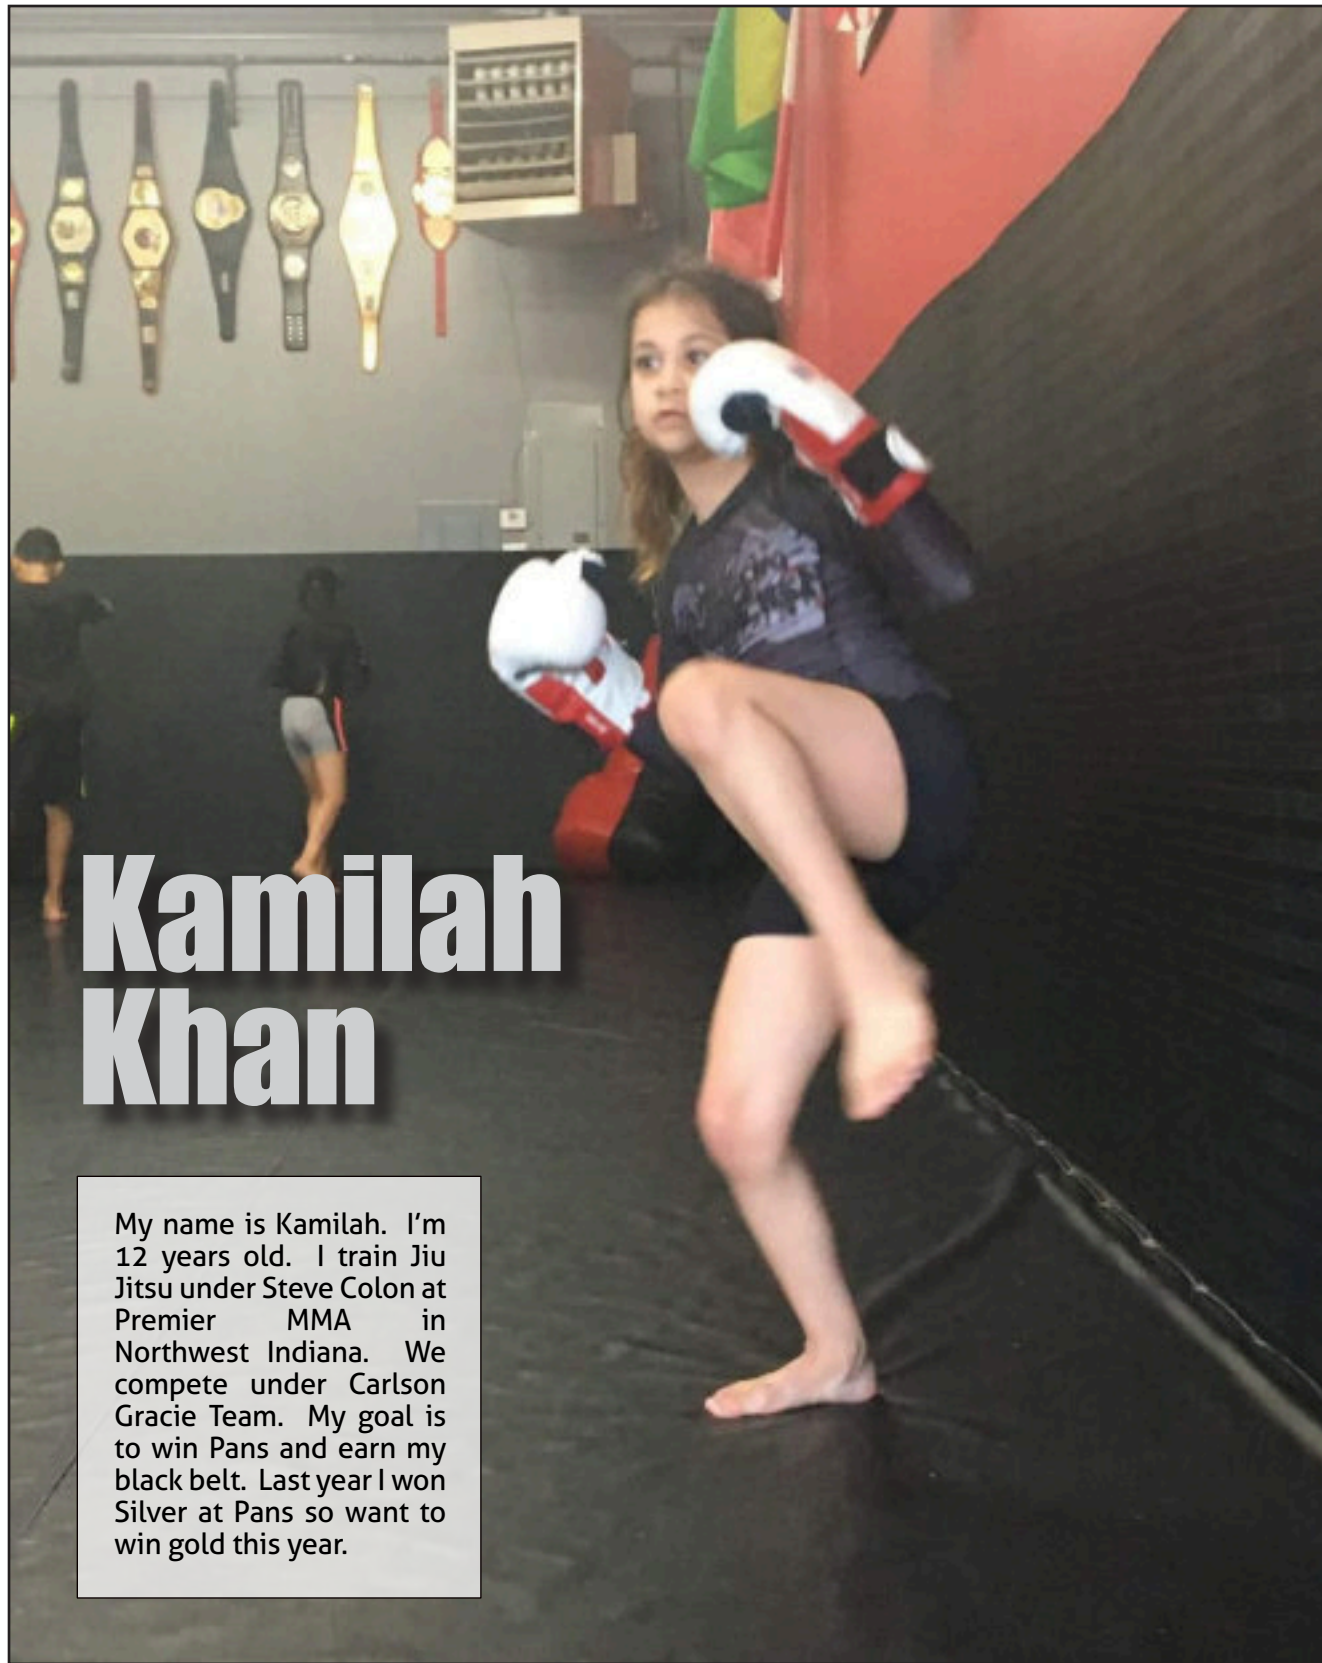 Kamilah
Khan
My name is Kamilah. I'm
12 years old. I train Jiu
Jitsu under Steve Colon at
Premier MMA in
Northwest Indiana. We
compete under Carlson
Gracie Team. My goal is
to win Pans and earn my
black belt. Last year I won
Silver at Pans so want to
win gold this year.